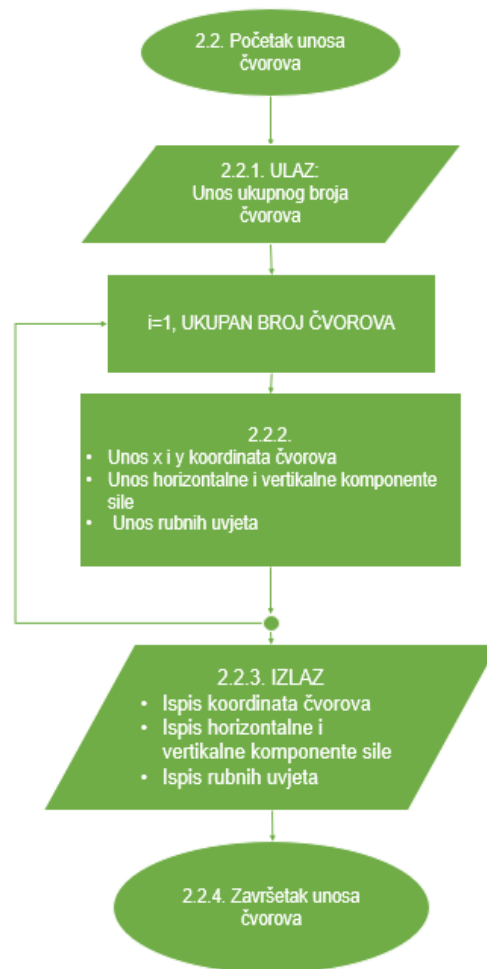 2.2. Početak unosa
čvorova
2.2.1. ULAZ:
Unos ukupnog broja
čvorova
i=1, UKUPAN BROJ ČVOROVA
2.2.2.
• Unos x i y koordinata čvorova
• Unos horizontalne i vertikalne komponente
sile
• Unos rubnih uvjeta
2.2.3. IZLAZ
• Ispis koordinata čvorova
• Ispis horizontalne i
vertikalne komponente sile
• Ispis rubnih uvjeta
2.2.4. Završetak unosa
čvorova